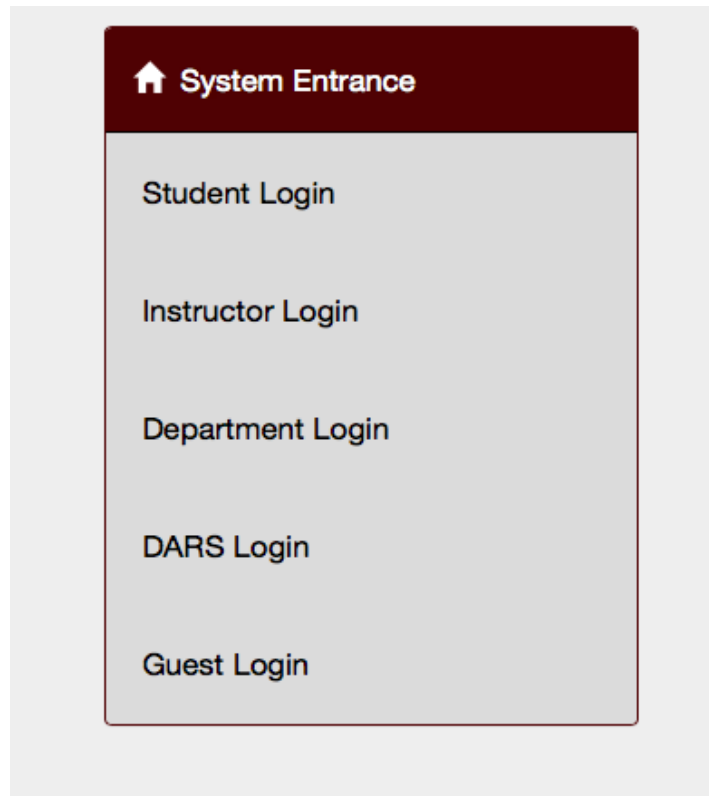 System Entrance
Student Login
Instructor Login
Department Login
DARS Login
Guest Login